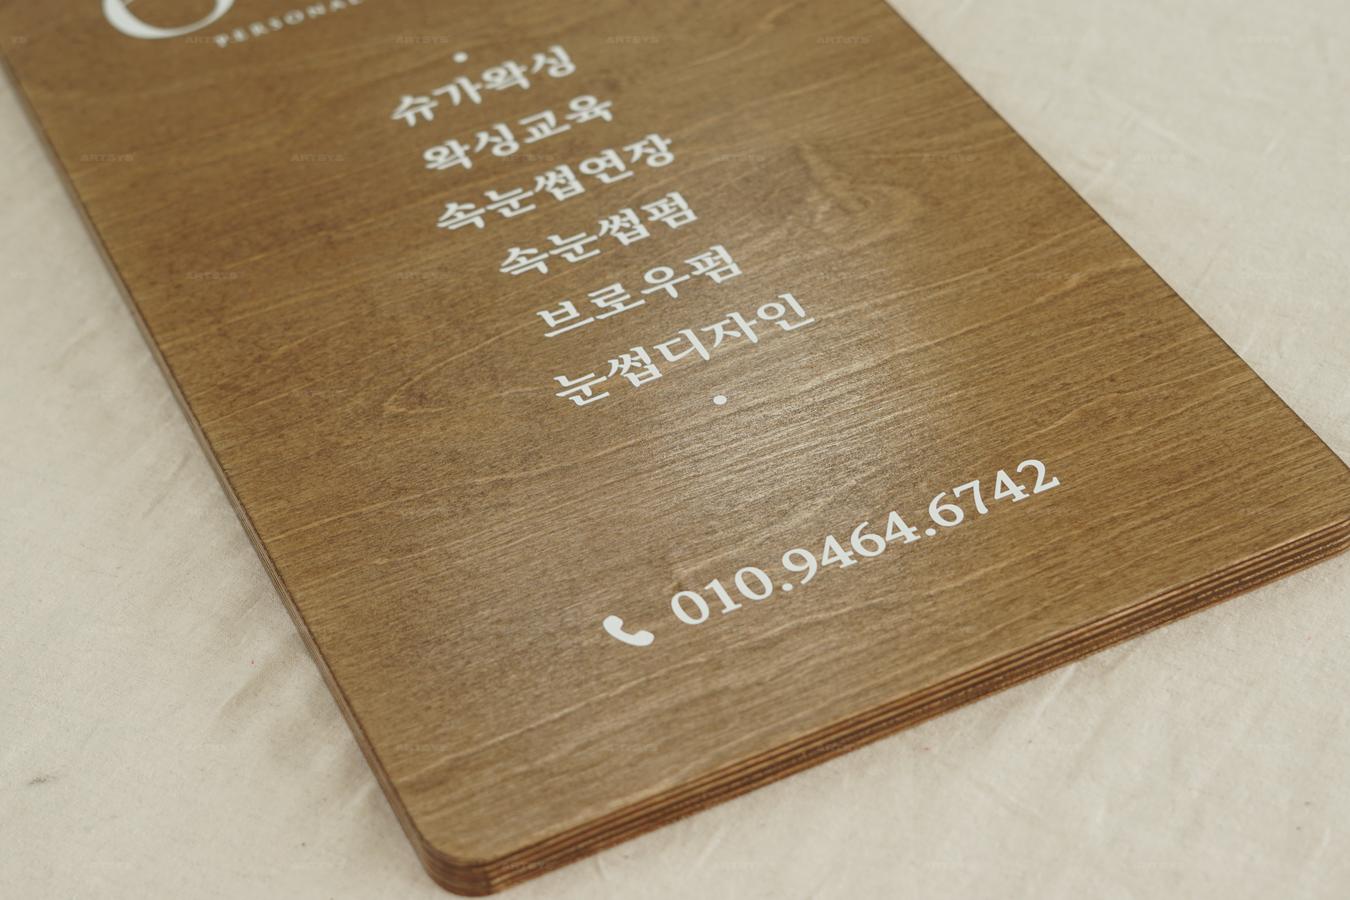 PERSONAL
슈가왁싱
왁싱교육
속눈썹연장
속눈썹펌
브로우펌
눈썹디자인
010.9464.6742